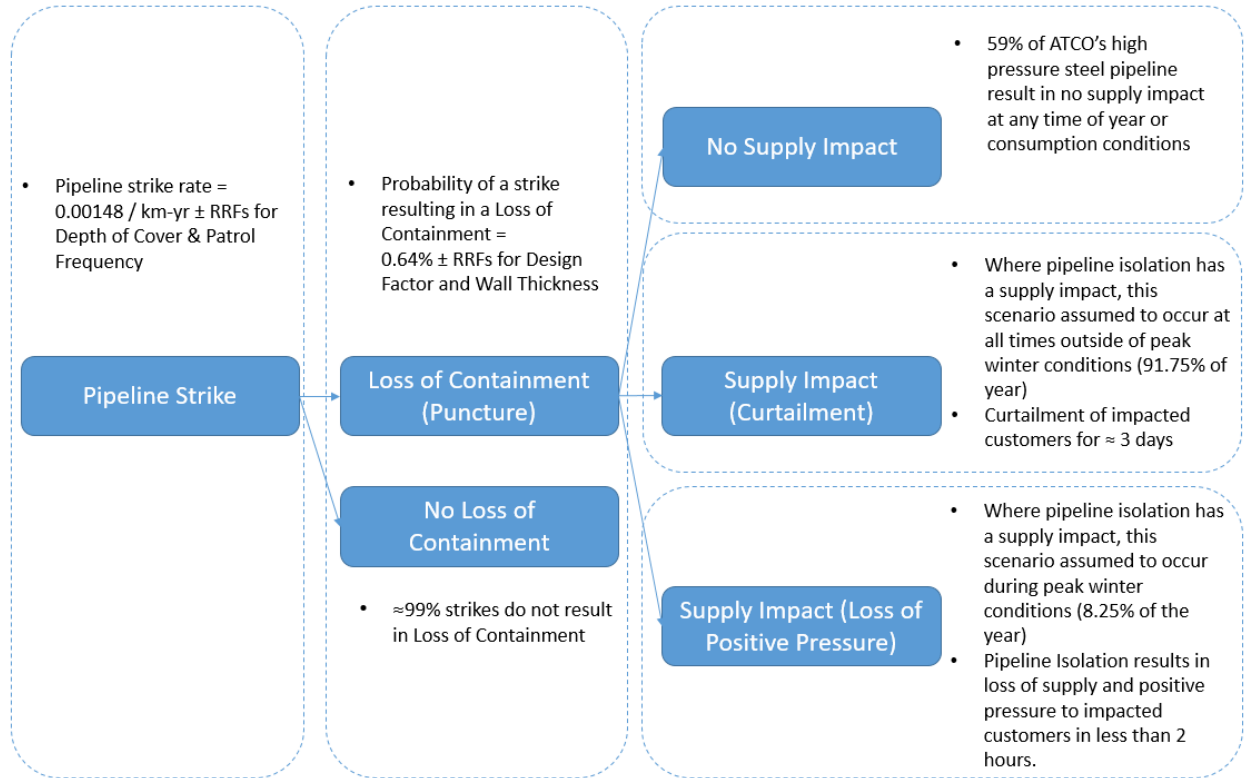 • Pipeline strike rate =
0.00148 / km-yr ± RRFs for
Depth of Cover & Patrol
Frequency
Pipeline Strike
• Probability of a strike
resulting in a Loss of
Containment =
0.64% ± RRFs for Design
Factor and Wall Thickness
Loss of Containment
(Puncture)
No Loss of
Containment
• ≈99% strikes do not result
in Loss of Containment
No Supply Impact
• 59% of ATCO’s high
pressure steel pipeline
result in no supply impact
at any time of year or
consumption conditions
Supply Impact
(Curtailment)
• Where pipeline isolation has
a supply impact, this
scenario assumed to occur at
all times outside of peak
winter conditions (91.75% of
year)
• Curtailment of impacted
customers for ≈ 3 days
Supply Impact (Loss of
Positive Pressure)
• Where pipeline isolation has
a supply impact, this
scenario assumed to occur
during peak winter
conditions (8.25% of the
year)
• Pipeline Isolation results in
loss of supply and positive
pressure to impacted
customers in less than 2
hours.